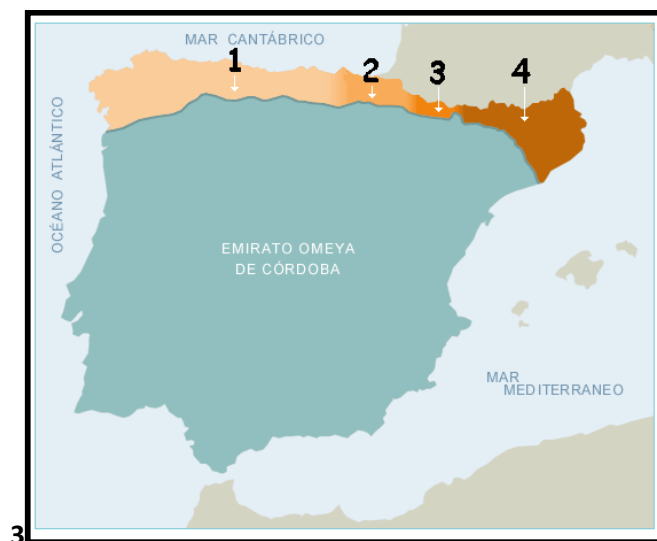 MAR CANTÁBRICO
1
2
3
4
OCÉANO ATLÁNTICO
EMIRATO OMEYA
DE CÓRDOBA
MAR
MEDITERRANEO
3